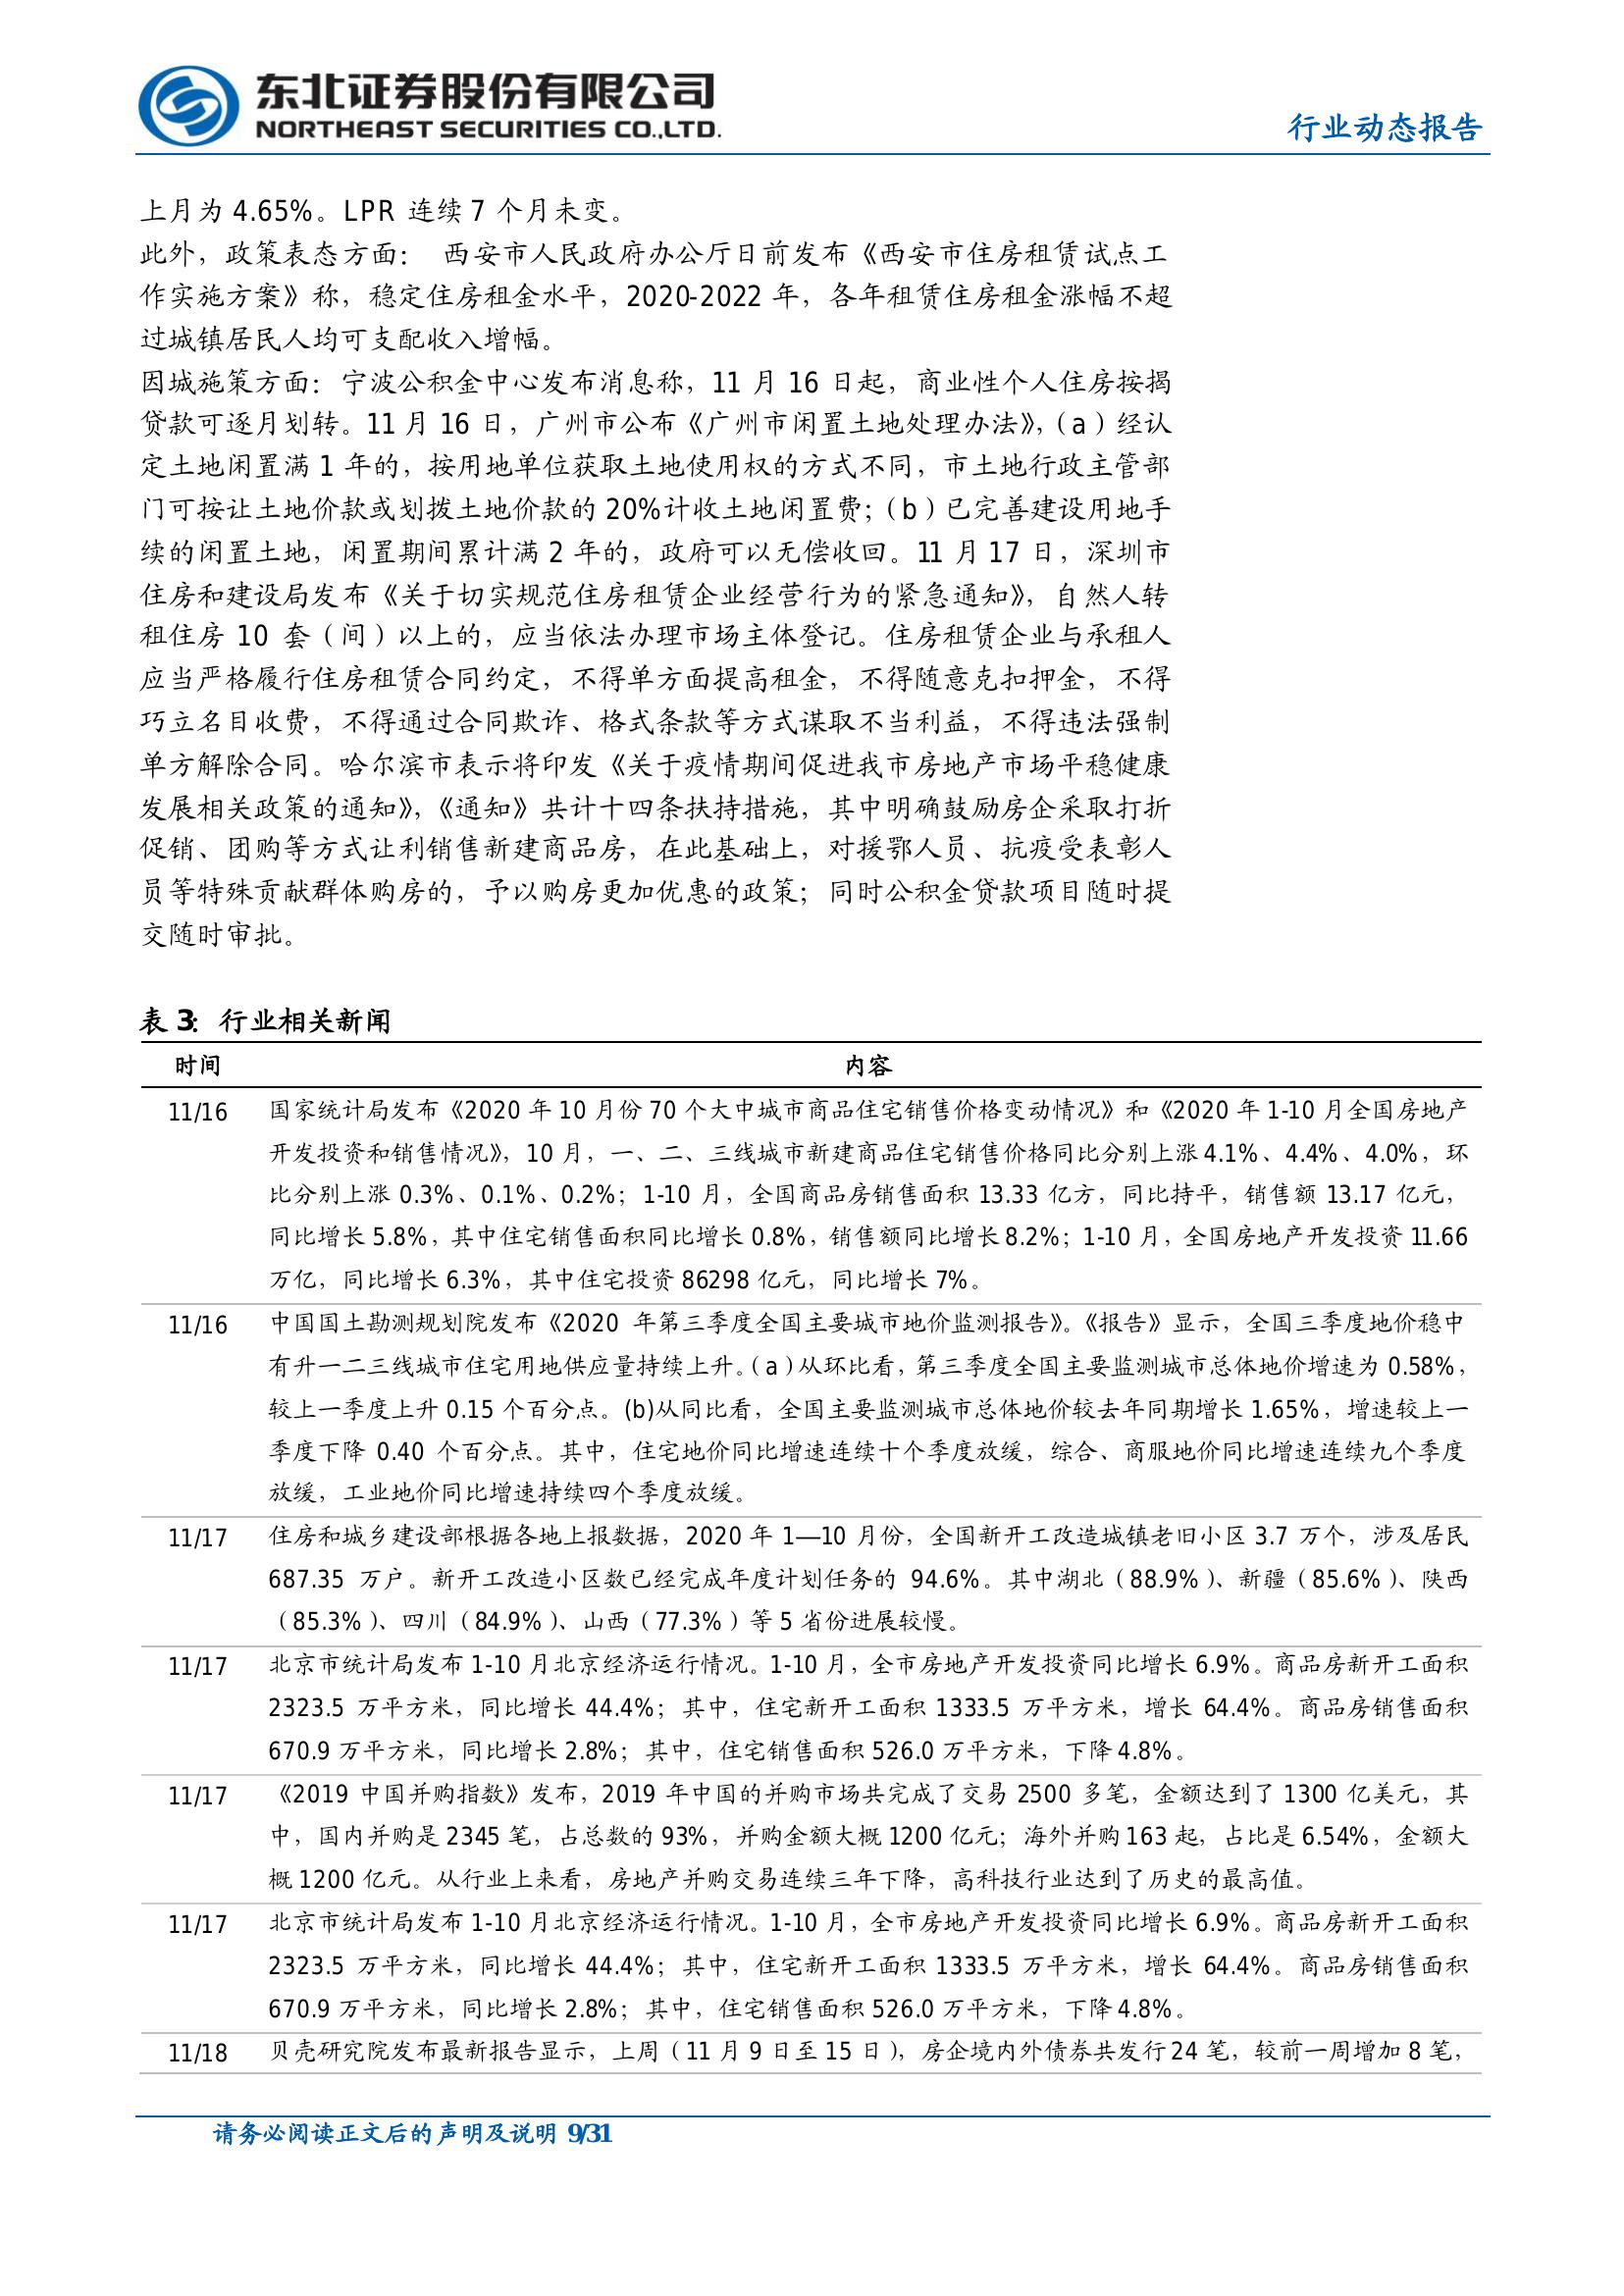 东北证券股份有限公司
NORTHEAST SECURITIES CO.,LTD.
行业动态报告
上月为 4.65%。LPR 连续 7 个月未变。
此外，政策表态方面： 西安市人民政府办公厅日前发布《西安市住房租赁试点工
作实施方案》称，稳定住房租金水平，2020-2022 年，各年租赁住房租金涨幅不超
过城镇居民人均可支配收入增幅。
因城施策方面：宁波公积金中心发布消息称，11 月 16 日起，商业性个人住房按揭
贷款可逐月划转。11 月 16 日，广州市公布《广州市闲置土地处理办法》，（a）经认
定土地闲置满 1 年的，按用地单位获取土地使用权的方式不同，市土地行政主管部
门可按让土地价款或划拨土地价款的 20%计收土地闲置费；（b）已完善建设用地手
续的闲置土地，闲置期间累计满 2 年的，政府可以无偿收回。11 月 17 日，深圳市
住房和建设局发布《关于切实规范住房租赁企业经营行为的紧急通知》，自然人转
租住房 10 套（间）以上的，应当依法办理市场主体登记。住房租赁企业与承租人
应当严格履行住房租赁合同约定，不得单方面提高租金，不得随意克扣押金，不得
巧立名目收费，不得通过合同欺诈、格式条款等方式谋取不当利益，不得违法强制
单方解除合同。哈尔滨市表示将印发《关于疫情期间促进我市房地产市场平稳健康
发展相关政策的通知》，《通知》共计十四条扶持措施，其中明确鼓励房企采取打折
促销、团购等方式让利销售新建商品房，在此基础上，对援鄂人员、抗疫受表彰人
员等特殊贡献群体购房的，予以购房更加优惠的政策；同时公积金贷款项目随时提
交随时审批。
表 3：行业相关新闻
时间 内容
11/16 国家统计局发布《2020 年 10 月份 70 个大中城市商品住宅销售价格变动情况》和《2020 年 1-10 月全国房地产
开发投资和销售情况》，10 月，一、二、三线城市新建商品住宅销售价格同比分别上涨 4.1%、4.4%、4.0%，环
比分别上涨 0.3%、0.1%、0.2%；1-10 月，全国商品房销售面积 13.33 亿方，同比持平，销售额 13.17 亿元，
同比增长 5.8%，其中住宅销售面积同比增长 0.8%，销售额同比增长 8.2%；1-10 月，全国房地产开发投资 11.66
万亿，同比增长 6.3%，其中住宅投资 86298 亿元，同比增长 7%。
11/16 中国国土勘测规划院发布《2020 年第三季度全国主要城市地价监测报告》。《报告》显示，全国三季度地价稳中
有升一二三线城市住宅用地供应量持续上升。（a）从环比看，第三季度全国主要监测城市总体地价增速为 0.58%，
较上一季度上升 0.15 个百分点。(b)从同比看，全国主要监测城市总体地价较去年同期增长 1.65%，增速较上一
季度下降 0.40 个百分点。其中，住宅地价同比增速连续十个季度放缓，综合、商服地价同比增速连续九个季度
放缓，工业地价同比增速持续四个季度放缓。
11/17 住房和城乡建设部根据各地上报数据，2020 年 1—10 月份，全国新开工改造城镇老旧小区 3.7 万个，涉及居民
687.35 万户。新开工改造小区数已经完成年度计划任务的 94.6%。其中湖北（88.9%）、新疆（85.6%）、陕西
（85.3%）、四川（84.9%）、山西（77.3%）等 5 省份进展较慢。
11/17 北京市统计局发布 1-10 月北京经济运行情况。1-10 月，全市房地产开发投资同比增长 6.9%。商品房新开工面积
2323.5 万平方米，同比增长 44.4%；其中，住宅新开工面积 1333.5 万平方米，增长 64.4%。商品房销售面积
670.9 万平方米，同比增长 2.8%；其中，住宅销售面积 526.0 万平方米，下降 4.8%。
11/17 《2019 中国并购指数》发布，2019 年中国的并购市场共完成了交易 2500 多笔，金额达到了 1300 亿美元，其
中，国内并购是 2345 笔，占总数的 93%，并购金额大概 1200 亿元；海外并购 163 起，占比是 6.54%，金额大
概 1200 亿元。从行业上来看，房地产并购交易连续三年下降，高科技行业达到了历史的最高值。
11/17 北京市统计局发布 1-10 月北京经济运行情况。1-10 月，全市房地产开发投资同比增长 6.9%。商品房新开工面积
2323.5 万平方米，同比增长 44.4%；其中，住宅新开工面积 1333.5 万平方米，增长 64.4%。商品房销售面积
670.9 万平方米，同比增长 2.8%；其中，住宅销售面积 526.0 万平方米，下降 4.8%。
11/18 贝壳研究院发布最新报告显示，上周（11 月 9 日至 15 日），房企境内外债券共发行 24 笔，较前一周增加 8 笔，
请务必阅读正文后的声明及说明 9/31